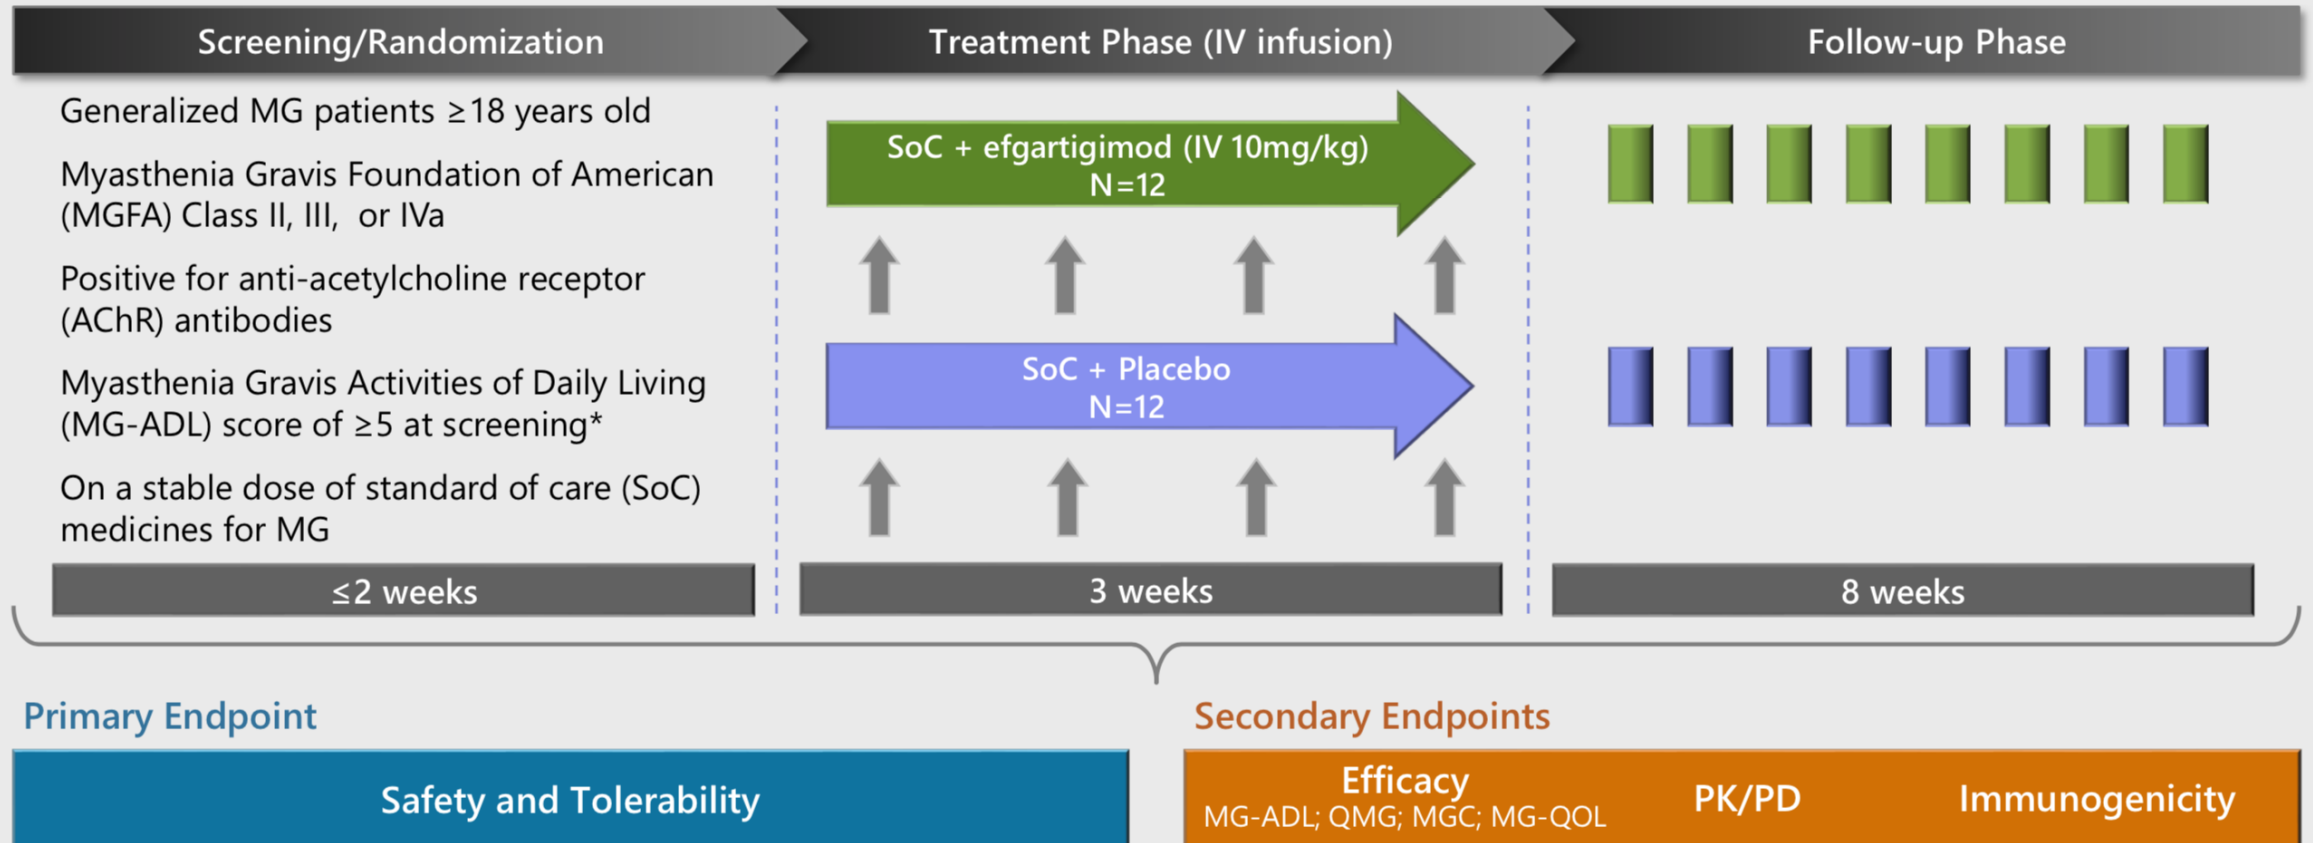 Screening/Randomization
Treatment Phase (IV infusion)
Follow-up Phase
Generalized MG patients ≥18 years old
Myasthenia Gravis Foundation of American
(MGFA) Class II, III,  or IVa
Positive for anti-acetylcholine receptor
(AChR) antibodies
Myasthenia Gravis Activities of Daily Living
(MG-ADL) score of ≥5 at screening*
On a stable dose of standard of care (SoC)
medicines for MG
SoC + efgartigimod (IV 10mg/kg)
N=12
SoC + Placebo
N=12
≤2 weeks
3 weeks
8 weeks
Primary Endpoint
Safety and Tolerability
Secondary Endpoints
Efficacy
MG-ADL; QMG; MGC; MG-QOL
PK/PD
Immunogenicity